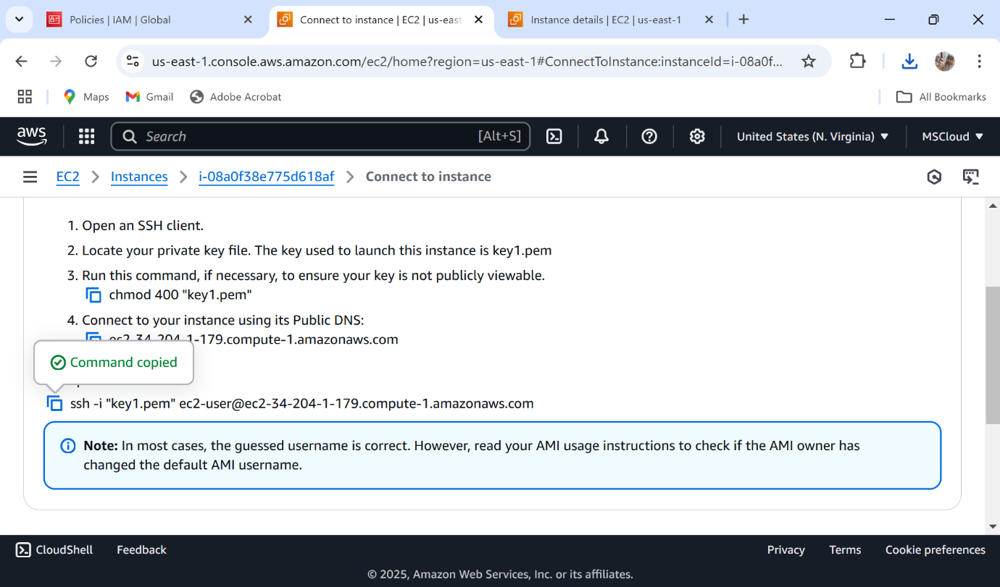 Policies | IAM | Global
Connect to instance | EC2 | us-east
Instance details | EC2 | us-east-1
us-east-1.console.aws.amazon.com/ec2/home?region=us-east-1#ConnectToInstance:instanceId=i-08a0f...
Maps
Gmail
Adobe Acrobat
All Bookmarks
aws
Search
[Alt+S]
United States (N. Virginia)
MSCloud
EC2
Instances
i-08a0f38e775d618af
Connect to instance
1. Open an SSH client.
2. Locate your private key file. The key used to launch this instance is key1.pem
3. Run this command, if necessary, to ensure your key is not publicly viewable.
chmod 400 "key1.pem"
4. Connect to your instance using its Public DNS:
ec2-34-204-1-179.compute-1.amazonaws.com
Command copied
ssh -i "key1.pem" ec2-user@ec2-34-204-1-179.compute-1.amazonaws.com
Note: In most cases, the guessed username is correct. However, read your AMI usage instructions to check if the AMI owner has
changed the default AMI username.
CloudShell
Feedback
Privacy
Terms
Cookie preferences
© 2025, Amazon Web Services, Inc. or its affiliates.